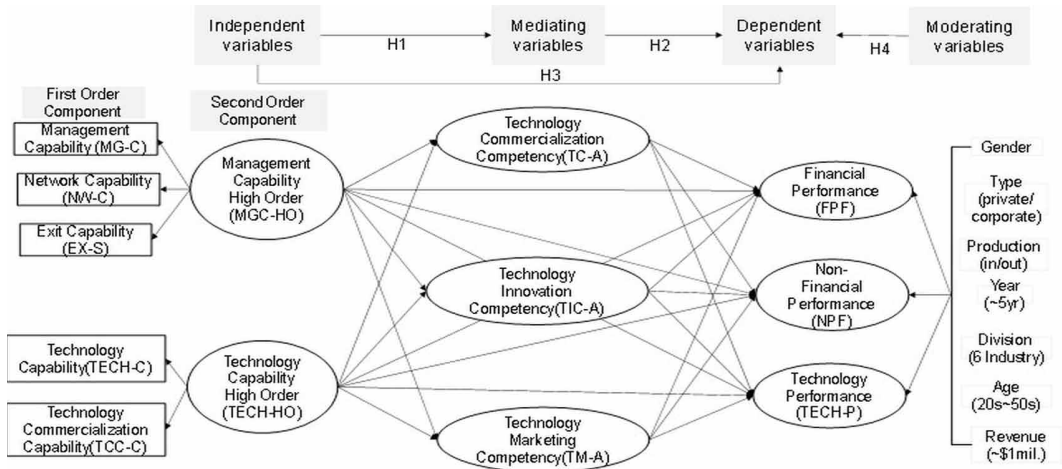 Independent
variables
Mediating
variables
Dependent
variables
Moderating
variables
H1
H2
H4
H3
First Order
Component
Second Order
Component
Management
Capability (MG-C)
Network Capability
(NW-C)
Exit Capability
(EX-S)
Technology
Capability(TECH-C)
Technology
Commercialization
Capability(TCC-C)
Management
Capability
High Order
(MGC-HO)
Technology
Capability
High Order
(TECH-HO)
Technology
Commercialization
Competency(TC-A)
Technology
Innovation
Competency(TIC-A)
Technology
Marketing
Competency(TM-A)
Financial
Performance
(FPF)
Non-
Financial
Performance
(NPF)
Technology
Performance
(TECH-P)
Gender
Type
(private/
corporate)
Production
(in/out)
Year
(~5yr)
Division
(6 Industry)
Age
(20s~50s)
Revenue
(~$1mil.)